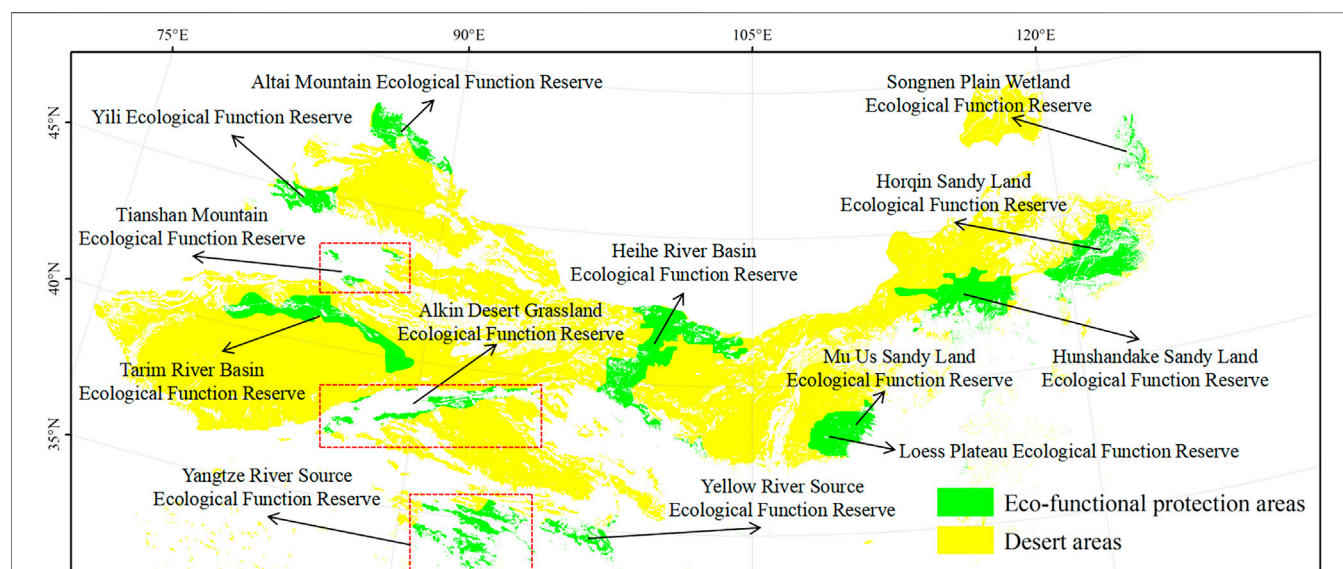 75°E
90°E
105°E
120°E
45°N
40°N
35°N
Altai Mountain Ecological Function Reserve
Yili Ecological Function Reserve
Songnen Plain Wetland
Ecological Function Reserve
Horqin Sandy Land
Ecological Function Reserve
Tianshan Mountain
Ecological Function Reserve
Heihe River Basin
Ecological Function Reserve
Alkin Desert Grassland
Ecological Function Reserve
Tarim River Basin
Ecological Function Reserve
Mu Us Sandy Land
Ecological Function Reserve
Hunshandake Sandy Land
Ecological Function Reserve
Loess Plateau Ecological Function Reserve
Yangtze River Source
Ecological Function Reserve
Yellow River Source
Ecological Function Reserve
Eco-functional protection areas
Desert areas